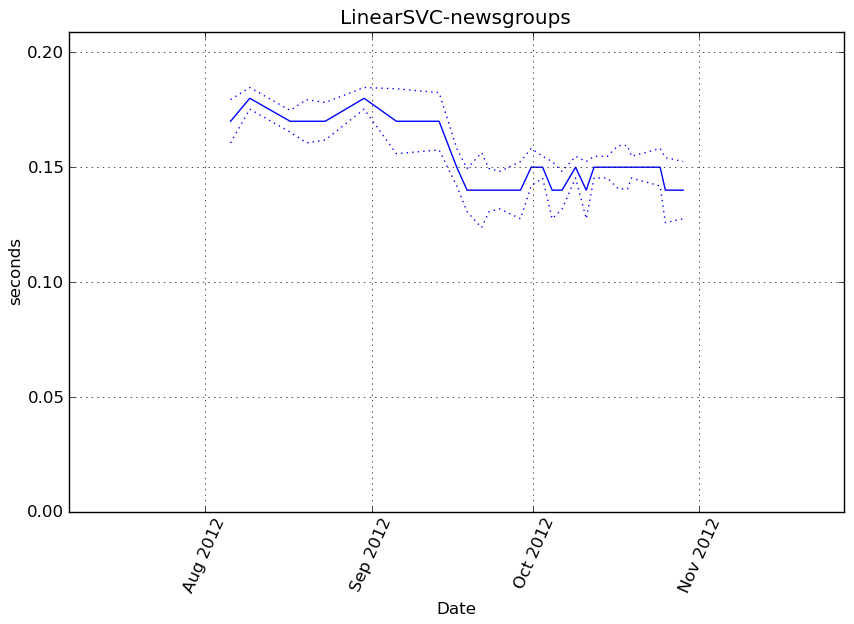 LinearSVC-newsgroups
0.20
0.15
0.10
0.05
0.00
seconds
Aug 2012
Sep 2012
Oct 2012
Nov 2012
Date